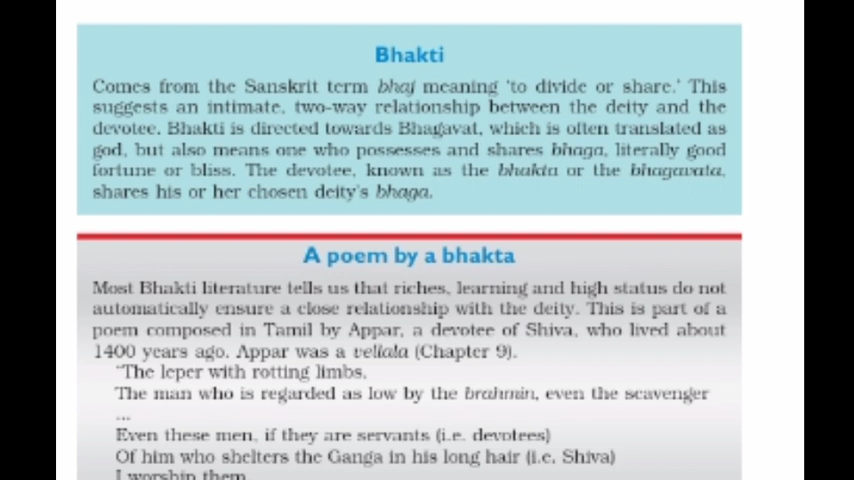 Bhakti
Comes from the Sanskrit term bhaj meaning 'to divide or share.' This
suggests an intimate, two-way relationship between the deity and the
devotee. Bhakti is directed towards Bhagavat, which is often translated as
god, but also means one who possesses and shares bhaga, literally good
fortune or bliss. The devotee, known as the bhakta or the bhagavata,
shares his or her chosen deity's bhaga.
A poem by a bhakta
Most Bhakti literature tells us that riches, learning and high status do not
automatically ensure a close relationship with the deity. This is part of a
poem composed in Tamil by Appar, a devotee of Shiva, who lived about
1400 years ago. Appar was a vellala (Chapter 9).
"The leper with rotting limbs,
The man who is regarded as low by the brahmin, even the scavenger
...
Even these men, if they are servants (i.e. devotees)
Of him who shelters the Ganga in his long hair (i.e. Shiva)
I worship them